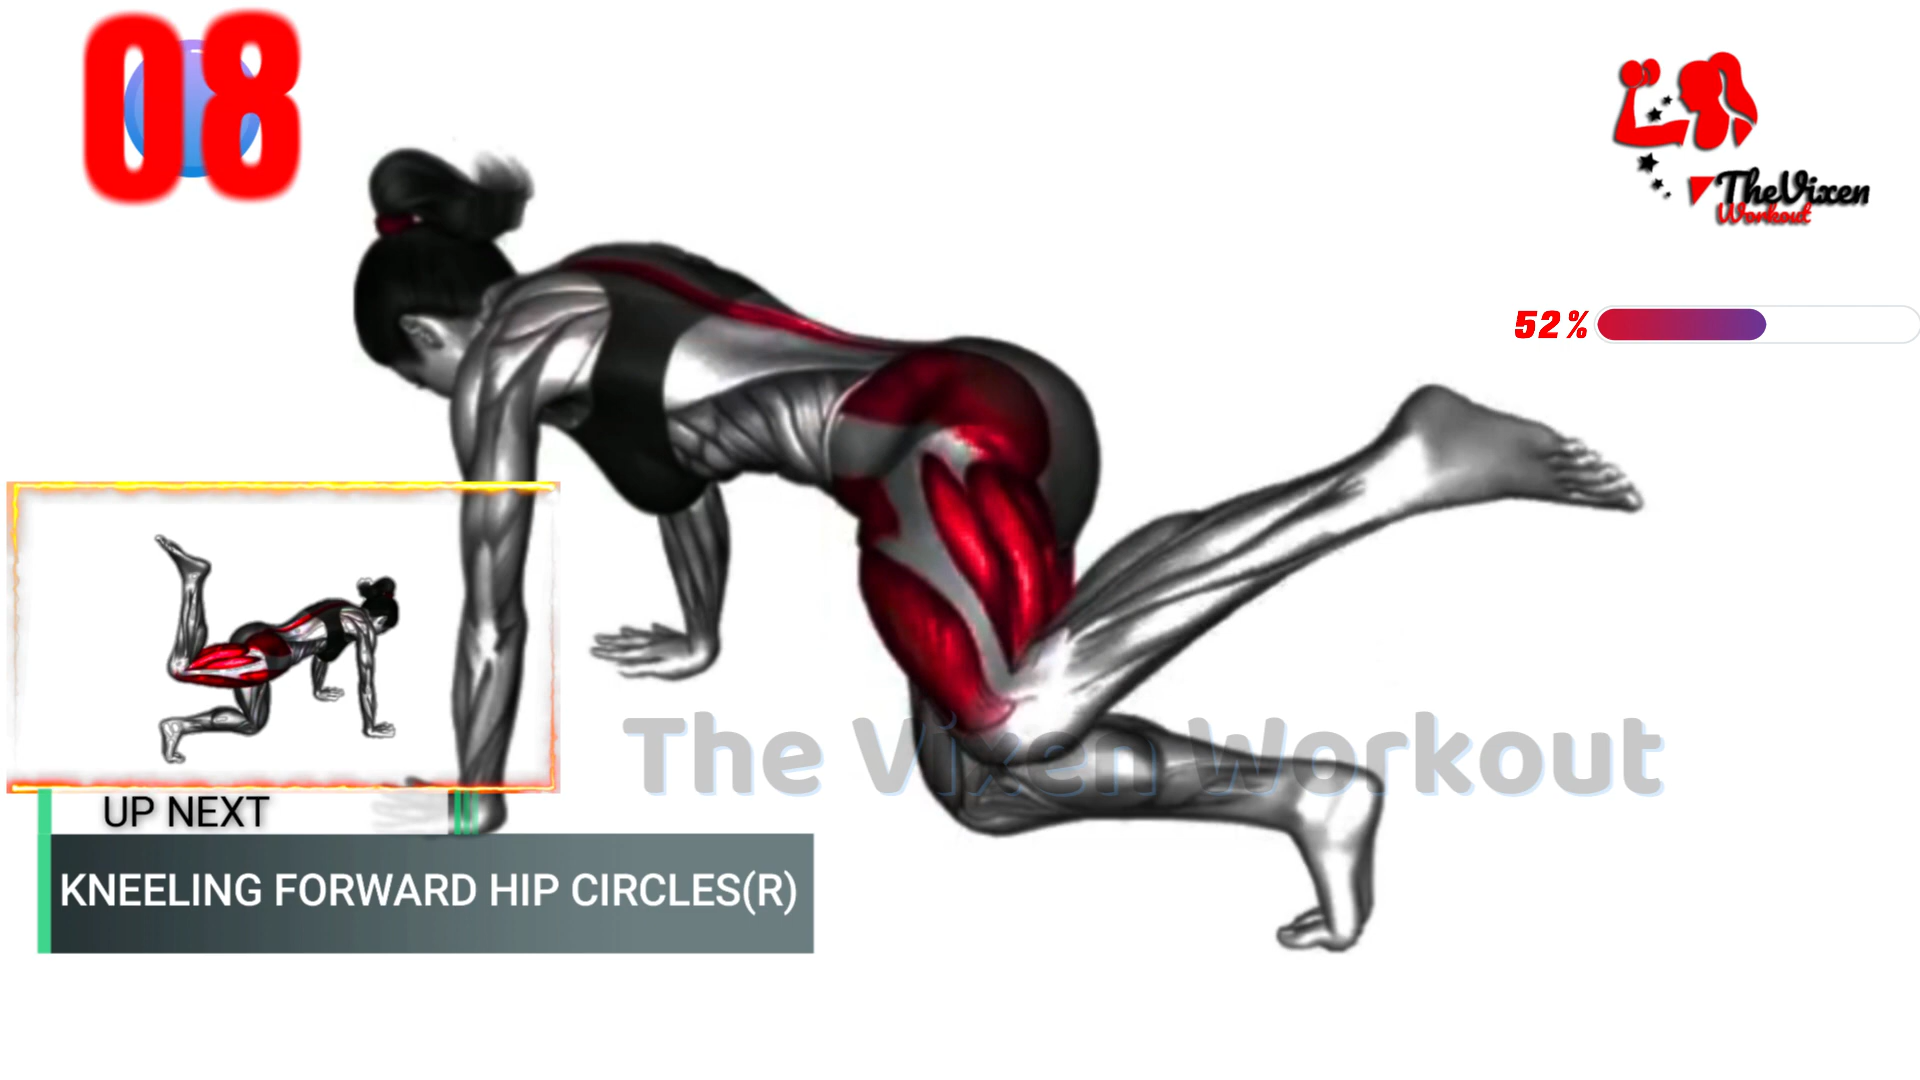 08
TheVixen
Workout
52%
The Vixen Workout
UP NEXT
KNEELING FORWARD HIP CIRCLES(R)